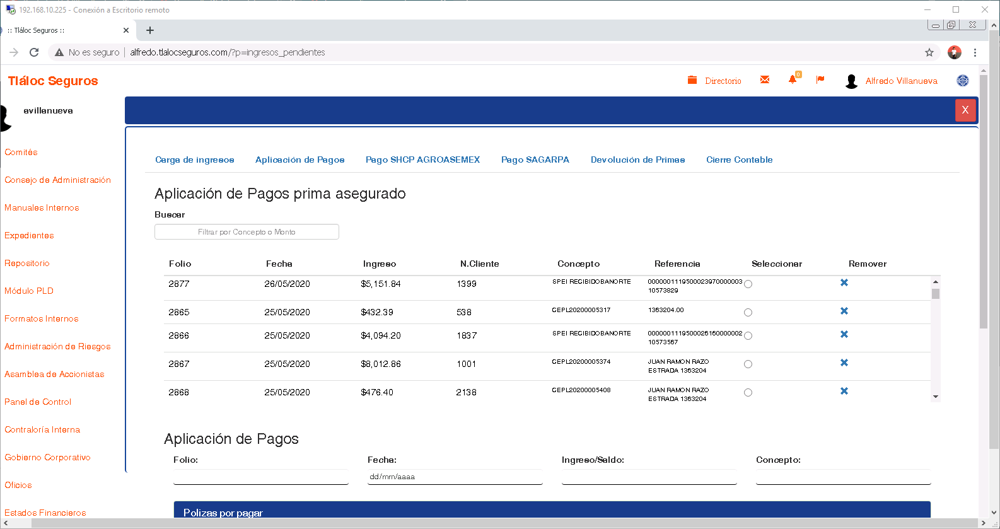 192.168.10.225 - Conexión a Escritorio remoto
:: Tláloc Seguros ::
No es seguro | alfredo.tlalocseguros.com/?p=ingresos_pendientes
Tláloc Seguros
Directorio
0
Alfredo Villanueva
avillanueva
X
Comités
Consejo de Administración
Manuales Internos
Expedientes
Repositorio
Módulo PLD
Formatos Internos
Administración de Riesgos
Asamblea de Accionistas
Panel de Control
Contraloría Interna
Gobierno Corporativo
Oficios
Estados Financieros
Carga de ingresos Aplicación de Pagos Pago SHCP AGROASEMEX Pago SAGARPA Devolución de Primas Cierre Contable
Aplicación de Pagos prima asegurado
Buscar
Filtrar por Concepto o Monto
Folio Fecha Ingreso N.Cliente Concepto Referencia Seleccionar Remover
2877 26/05/2020 $5,151.84 1399 SPEI RECIBIDOBANORTE 0000001119500023970000003
10573829
2865 25/05/2020 $432.39 538 CEPL20200005317 1363204.00
2866 25/05/2020 $4,094.20 1837 SPEI RECIBIDOBANORTE 0000001119500026160000002
10573567
2867 25/05/2020 $8,012.86 1001 CEPL20200005374 JUAN RAMON RAZO
ESTRADA 1363204
2868 25/05/2020 $476.40 2138 CEPL20200005408 JUAN RAMON RAZO
ESTRADA 1363204
Aplicación de Pagos
Folio: Fecha: Ingreso/Saldo: Concepto:
dd/mm/aaaa
Polizas por pagar